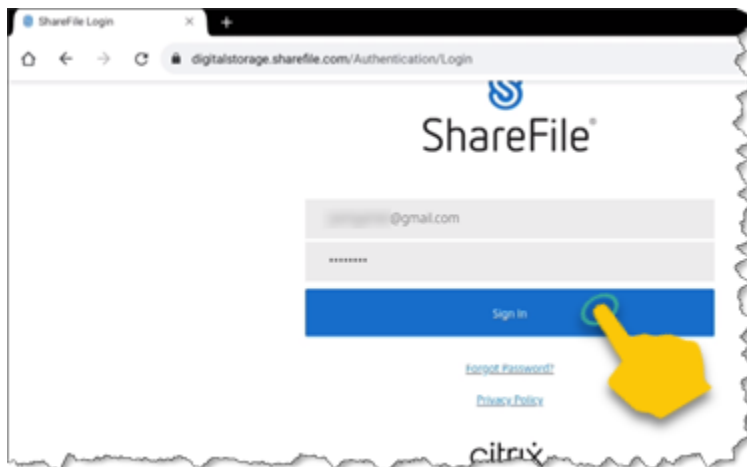 ShareFile Login
digitalstorage.sharefile.com/Authentication/Login
ShareFile®
@gmail.com
••••••••
Sign In
Forgot Password?
Privacy Policy
citrix